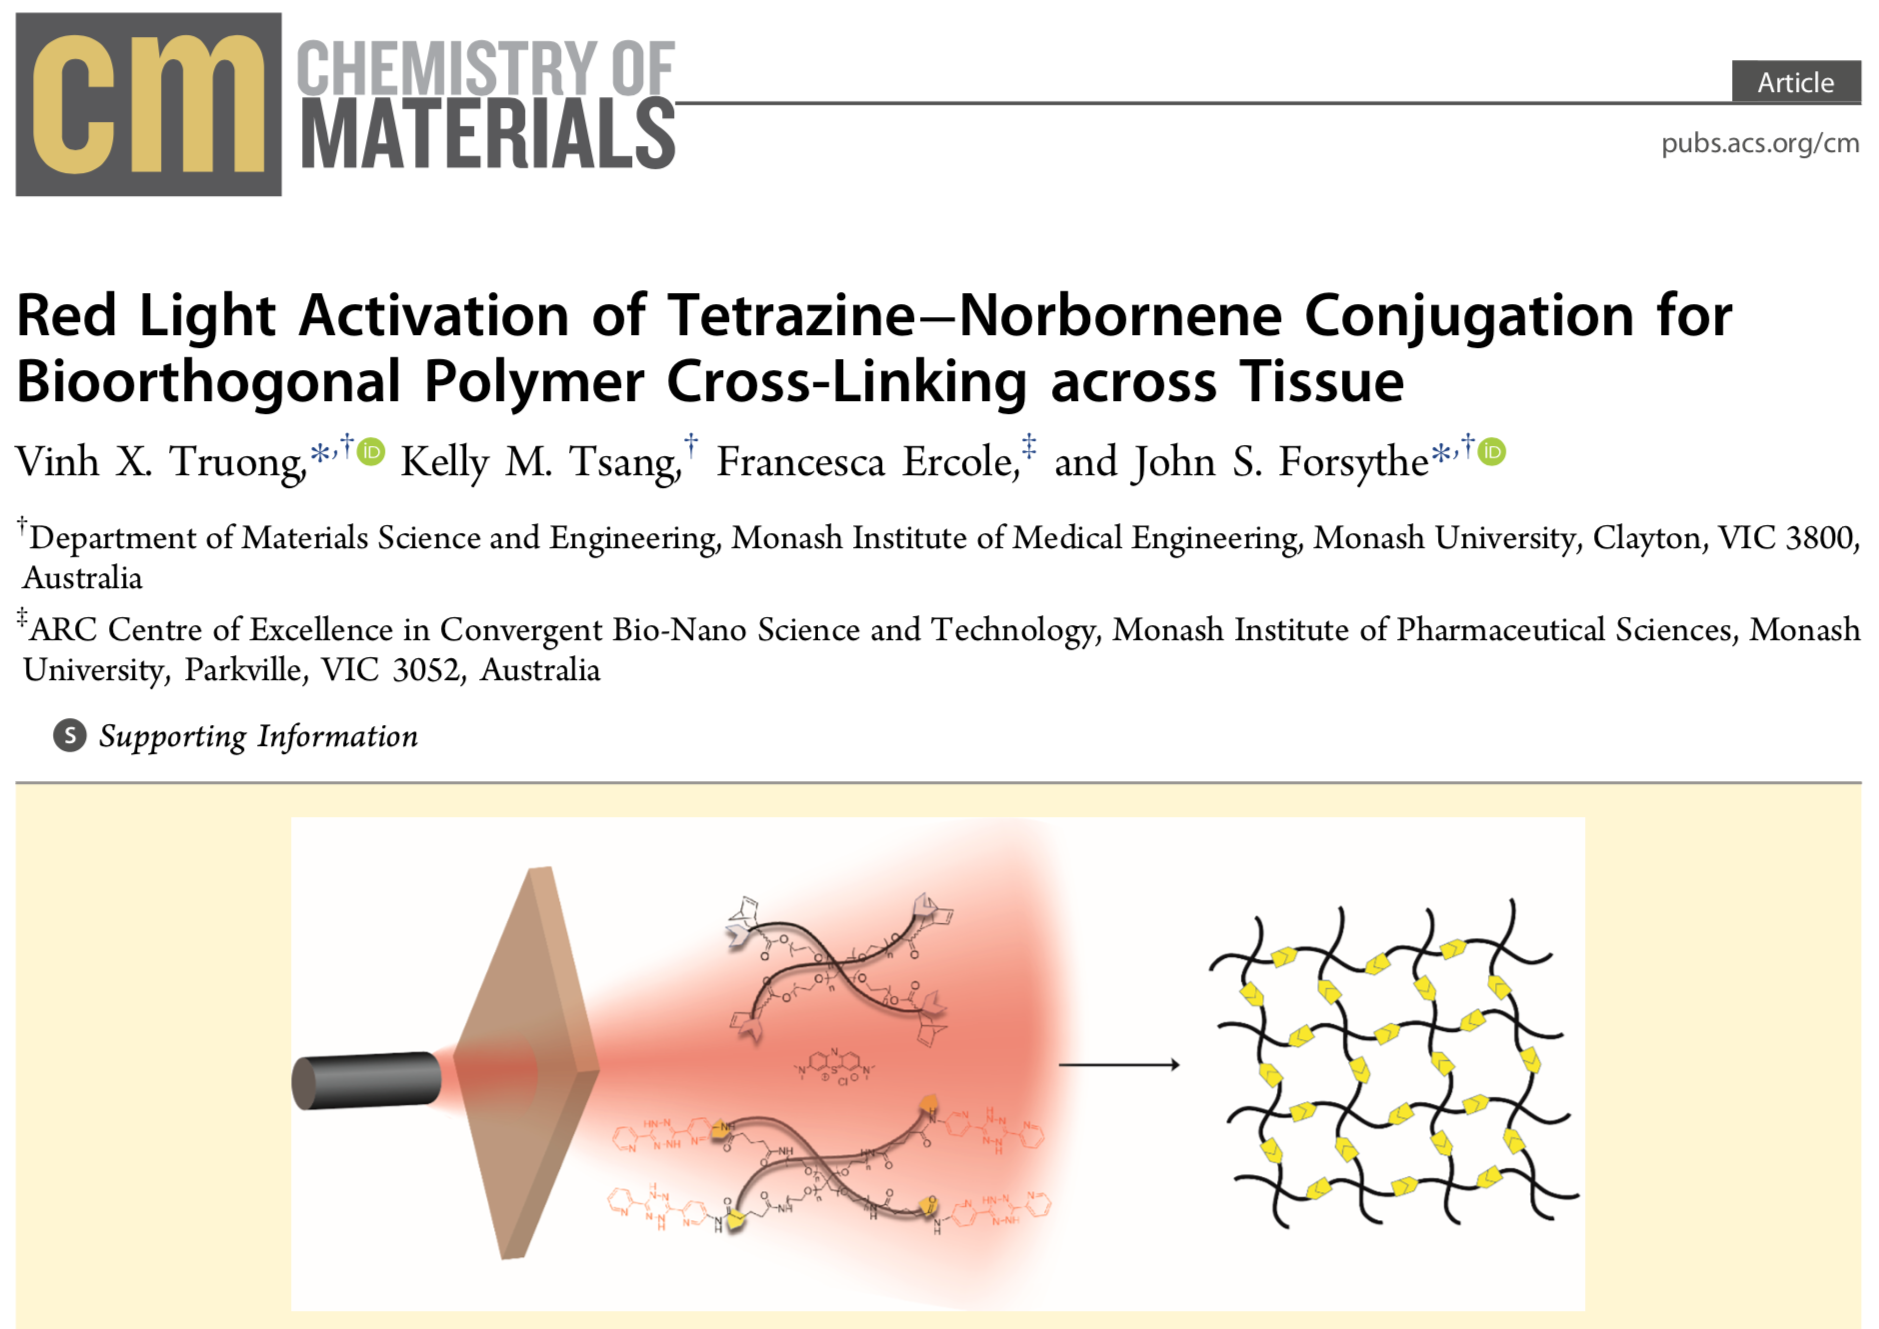 cm CHEMISTRY OF
MATERIALS
Article
pubs.acs.org/cm
Red Light Activation of Tetrazine−Norbornene Conjugation for
Bioorthogonal Polymer Cross-Linking across Tissue
Vinh X. Truong,*,† iD Kelly M. Tsang,† Francesca Ercole,‡ and John S. Forsythe*,† iD
†Department of Materials Science and Engineering, Monash Institute of Medical Engineering, Monash University, Clayton, VIC 3800,
Australia
‡ARC Centre of Excellence in Convergent Bio-Nano Science and Technology, Monash Institute of Pharmaceutical Sciences, Monash
University, Parkville, VIC 3052, Australia
S Supporting Information